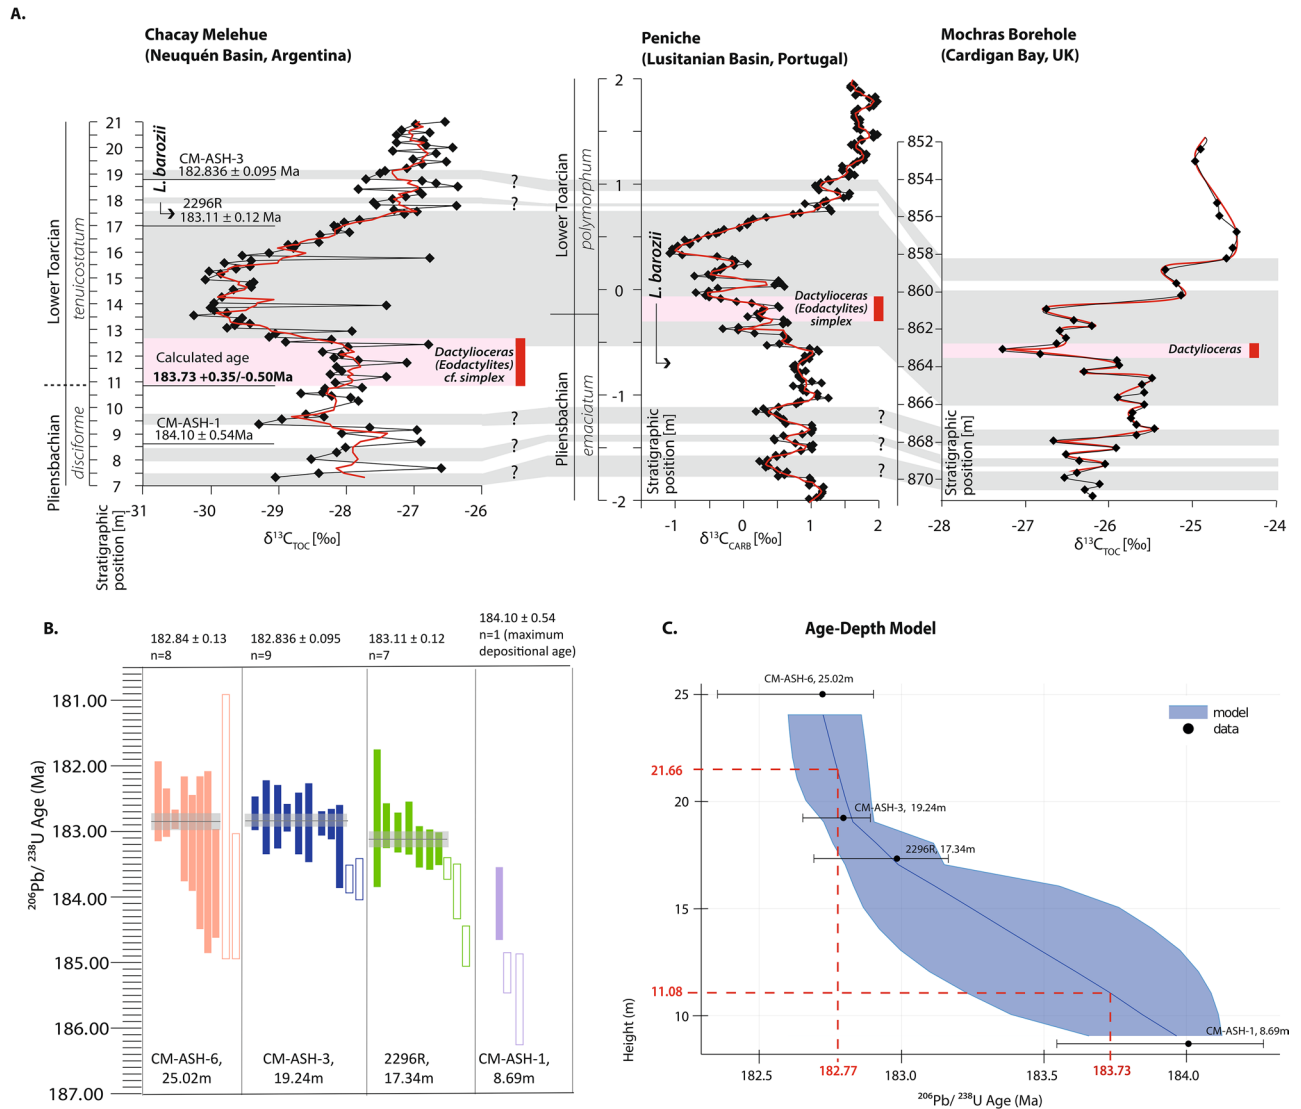 A.
Chacay Melehue
(Neuquén Basin, Argentina)
Peniche
(Lusitanian Basin, Portugal)
Mochras Borehole
(Cardigan Bay, UK)
Pliensbachian
Lower Toarcian
disciforme
tenuicostatum
21
20
19
18
17
16
15
14
13
12
11
10
9
8
7
L. barozii
CM-ASH-3
182.836 ± 0.095 Ma
2296R
183.11 ± 0.12 Ma
Calculated age
183.73 +0.35/-0.50Ma
CM-ASH-1
184.10 ± 0.54Ma
Dactylioceras
(Eodactylites)
cf. simplex
?
?
?
?
?
-31
-30
-29
-28
-27
-26
δ13CTOC [‰]
Stratigraphic
position [m]
Pliensbachian
Lower Toarcian
emaciatum
polymorphum
2
1
0
-1
-2
L. barozii
Stratigraphic
position [m]
Dactylioceras
(Eodactylites)
simplex
?
?
?
-1
0
1
2
δ13CCARB [‰]
852
854
856
858
860
862
864
866
868
870
Stratigraphic
position [m]
Dactylioceras
-28
-27
-26
-25
-24
δ13CTOC [‰]
B.
182.84 ± 0.13
n=8
182.836 ± 0.095
n=9
183.11 ± 0.12
n=7
184.10 ± 0.54
n=1 (maximum
depositional age)
206Pb/ 238U Age (Ma)
181.00
182.00
183.00
184.00
185.00
186.00
187.00
CM-ASH-6,
25.02m
CM-ASH-3,
19.24m
2296R,
17.34m
CM-ASH-1,
8.69m
C.
Age-Depth Model
CM-ASH-6, 25.02m
model
data
25
21.66
20
CM-ASH-3, 19.24m
2296R, 17.34m
15
11.08
10
CM-ASH-1, 8.69m
Height (m)
182.5
182.77
183.0
183.5
183.73
184.0
206Pb/ 238U Age (Ma)